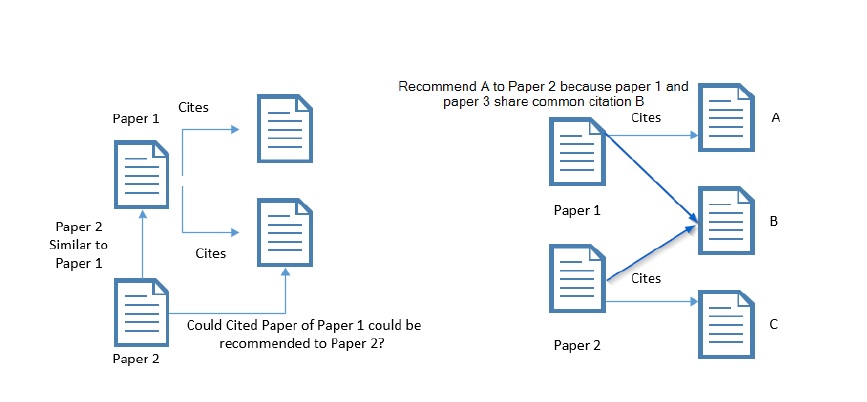 Paper 1
Cites
Paper 2
Similar to
Paper 1
Cites
Could Cited Paper of Paper 1 could be
recommended to Paper 2?
Paper 2
Recommend A to Paper 2 because paper 1 and
paper 3 share common citation B
Cites
A
Paper 1
B
Cites
Paper 2
C